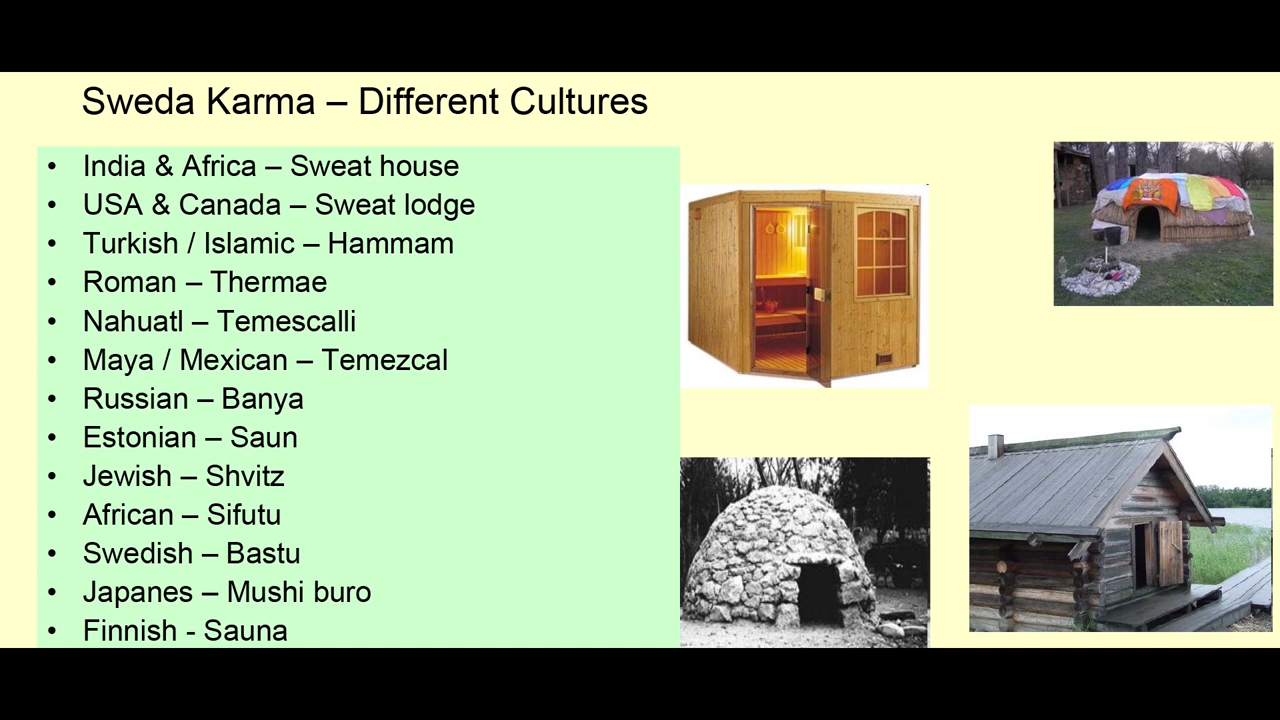 Sweda Karma – Different Cultures
• India & Africa – Sweat house
• USA & Canada – Sweat lodge
• Turkish / Islamic – Hammam
• Roman – Thermae
• Nahuatl – Temescalli
• Maya / Mexican – Temezcal
• Russian – Banya
• Estonian – Saun
• Jewish – Shvitz
• African – Sifutu
• Swedish – Bastu
• Japanes – Mushi buro
• Finnish - Sauna